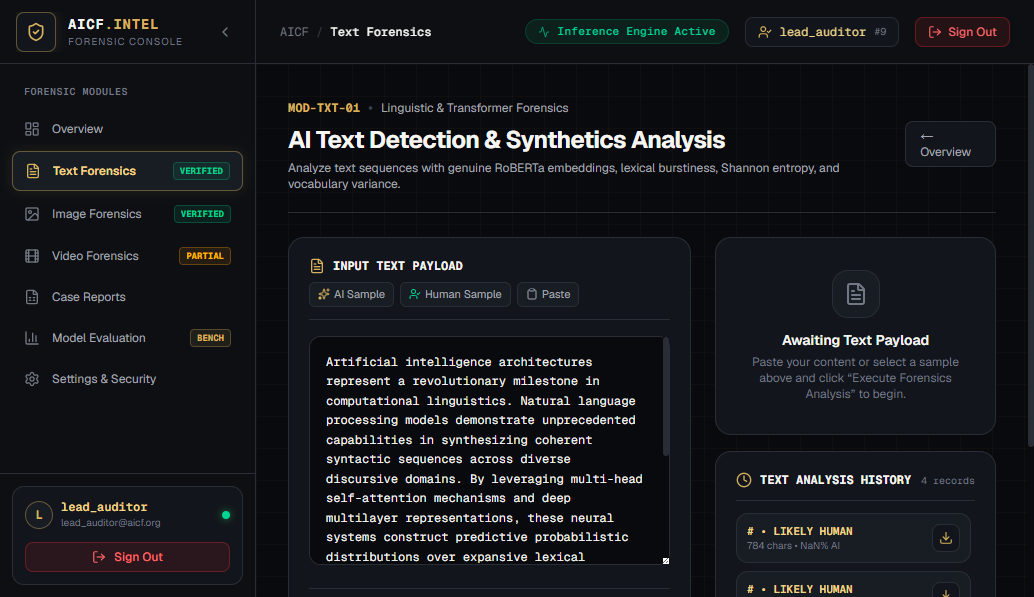 AICF.INTEL
FORENSIC CONSOLE
AICF / Text Forensics
Inference Engine Active
lead_auditor #9
Sign Out
FORENSIC MODULES
Overview
Text Forensics VERIFIED
Image Forensics VERIFIED
Video Forensics PARTIAL
Case Reports
Model Evaluation BENCH
Settings & Security
L
lead_auditor
lead_auditor@aicf.org
Sign Out
MOD-TXT-01 • Linguistic & Transformer Forensics
AI Text Detection & Synthetics Analysis
Analyze text sequences with genuine RoBERTa embeddings, lexical burstiness, Shannon entropy, and
vocabulary variance.
←
Overview
INPUT TEXT PAYLOAD
AI Sample
Human Sample
Paste
Artificial intelligence architectures
represent a revolutionary milestone in
computational linguistics. Natural language
processing models demonstrate unprecedented
capabilities in synthesizing coherent
syntactic sequences across diverse
discursive domains. By leveraging multi-head
self-attention mechanisms and deep
multilayer representations, these neural
systems construct predictive probabilistic
distributions over expansive lexical
Awaiting Text Payload
Paste your content or select a sample
above and click “Execute Forensics
Analysis” to begin.
TEXT ANALYSIS HISTORY 4 records
# • LIKELY HUMAN
784 chars • NaN% AI
# • LIKELY HUMAN